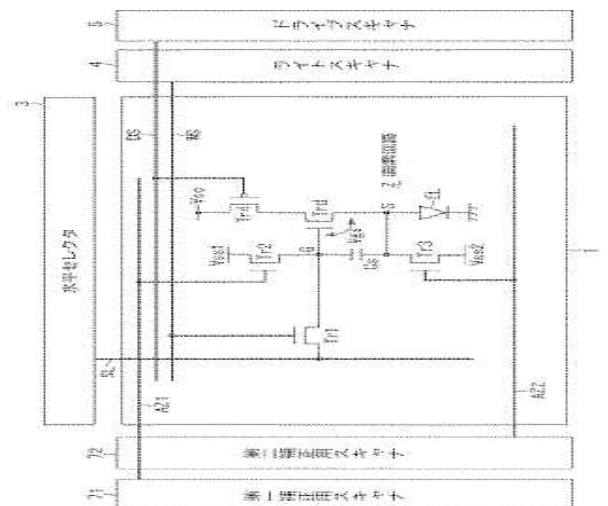 5
ドライブスキャナ
4
ライトスキャナ
3
水平セレクタ
DS
WS
Vcc
Tr4
Trd
Vgs
G
S
2 画素回路
EL
Vss1
Tr2
Cs
Tr3
Vss2
Tr1
SL
AZ1
AZ2
1
72
第二補正用スキャナ
71
第一補正用スキャナ